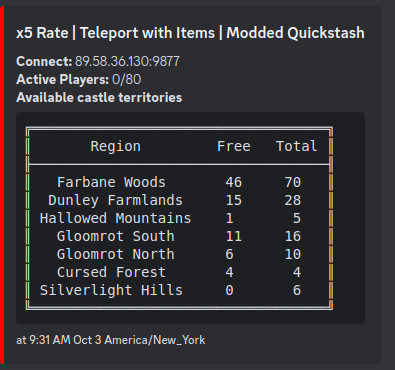 x5 Rate | Teleport with Items | Modded Quickstash
Connect: 89.58.36.130:9877
Active Players: 0/80
Available castle territories
Region Free Total
Farbane Woods 46 70
Dunley Farmlands 15 28
Hallowed Mountains 1 5
Gloomrot South 11 16
Gloomrot North 6 10
Cursed Forest 4 4
Silverlight Hills 0 6
at 9:31 AM Oct 3 America/New_York